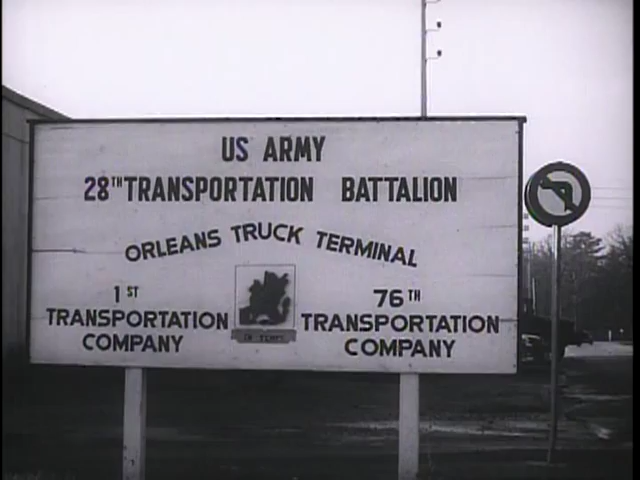 US ARMY
28TH TRANSPORTATION BATTALION
ORLEANS TRUCK TERMINAL
1ST
TRANSPORTATION
COMPANY
76TH
TRANSPORTATION
COMPANY